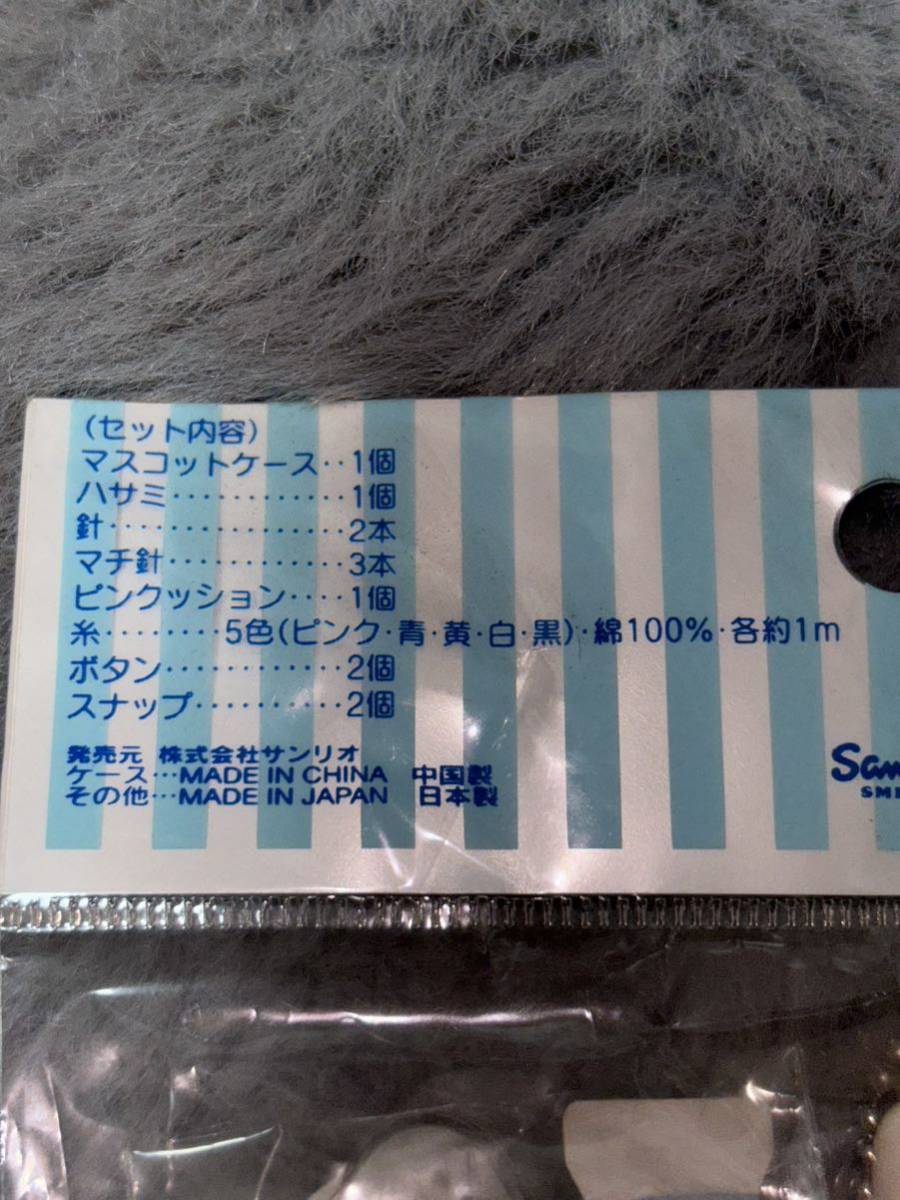 (セット内容)
マスコットケース‥1個
ハサミ…………1個
針………………2本
マチ針…………3本
ピンクッション‥‥1個
糸………5色(ピンク・青・黄・白・黒)・綿100%・各約1m
ボタン…………2個
スナップ………2個
発売元 株式会社サンリオ
ケース…MADE IN CHINA 中国製
その他…MADE IN JAPAN 日本製